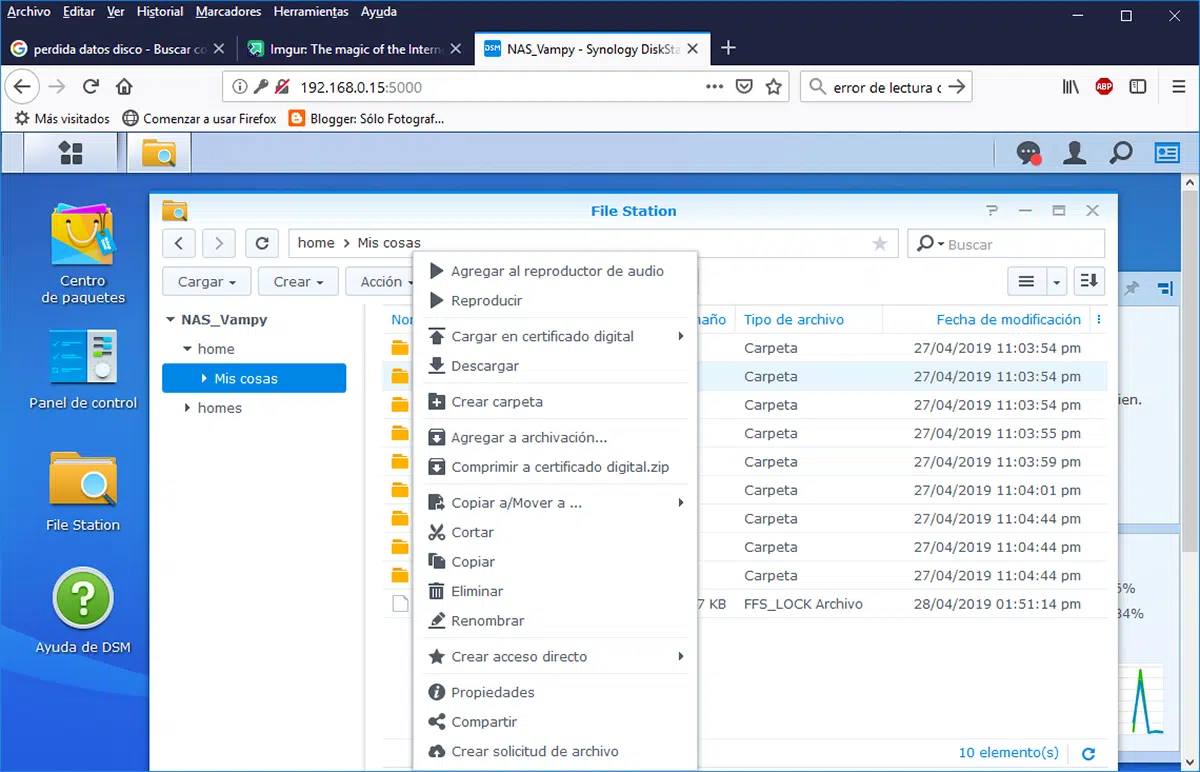 Archivo Editar Ver Historial Marcadores Herramientas Ayuda
perdida datos disco - Buscar co
Imgur: The magic of the Intern
DSM NAS_Vampy - Synology DiskSta
192.168.0.15:5000
error de lectura
ABP
Más visitados
Comenzar a usar Firefox
Blogger: Sólo Fotograf...
File Station
home Mis cosas
Buscar
Cargar
Crear
Acción
Centro
de paquetes
Panel de control
File Station
Ayuda de DSM
NAS_Vampy
home
Mis cosas
homes
Tipo de archivo
Fecha de modificación
Carpeta 27/04/2019 11:03:54 pm
Carpeta 27/04/2019 11:03:54 pm
Carpeta 27/04/2019 11:03:54 pm
Carpeta 27/04/2019 11:03:55 pm
Carpeta 27/04/2019 11:03:59 pm
Carpeta 27/04/2019 11:04:01 pm
Carpeta 27/04/2019 11:04:44 pm
Carpeta 27/04/2019 11:04:44 pm
Carpeta 27/04/2019 11:04:44 pm
7 KB FFS_LOCK Archivo 28/04/2019 01:51:14 pm
Agregar al reproductor de audio
Reproducir
Cargar en certificado digital
Descargar
Crear carpeta
Agregar a archivación...
Comprimir a certificado digital.zip
Copiar a/Mover a ...
Cortar
Copiar
Eliminar
Renombrar
Crear acceso directo
Propiedades
Compartir
Crear solicitud de archivo
10 elemento(s)
ien.
5%
34%